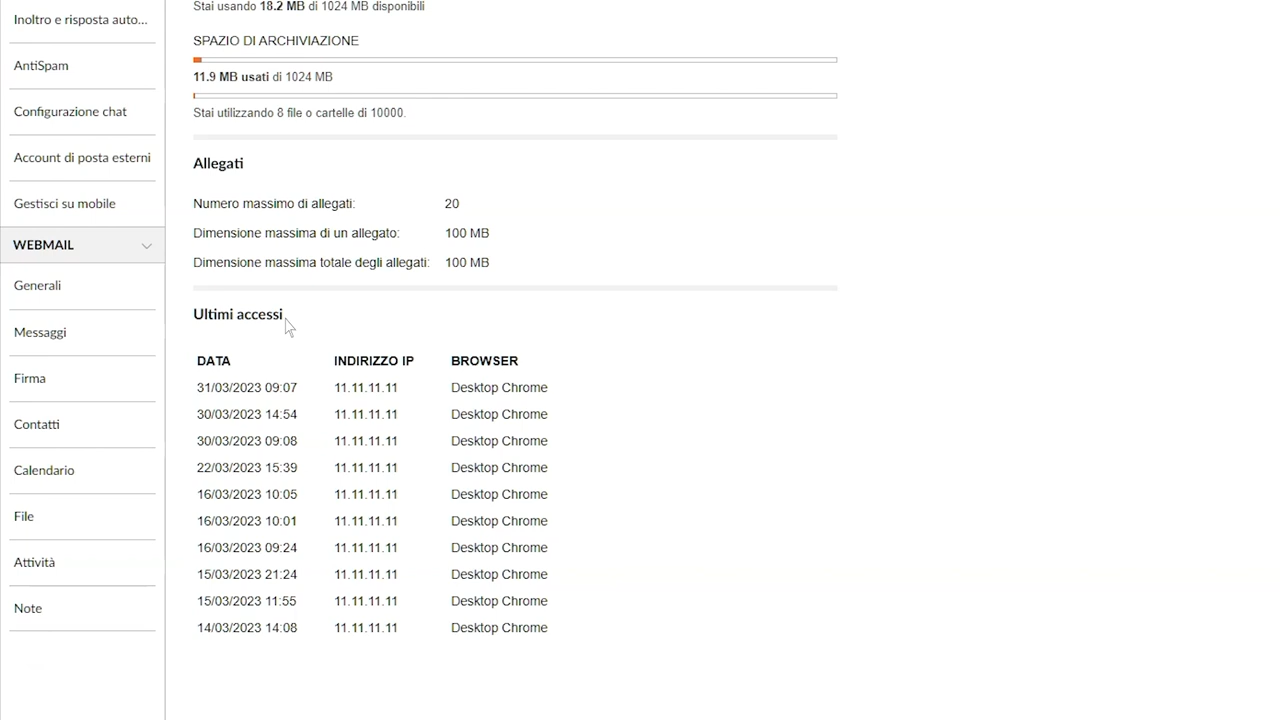 Inoltro e risposta auto...
AntiSpam
Configurazione chat
Account di posta esterni
Gestisci su mobile
WEBMAIL
Generali
Messaggi
Firma
Contatti
Calendario
File
Attività
Note
Stai usando 18.2 MB di 1024 MB disponibili
SPAZIO DI ARCHIVIAZIONE
11.9 MB usati di 1024 MB
Stai utilizzando 8 file o cartelle di 10000.
Allegati
Numero massimo di allegati: 20
Dimensione massima di un allegato: 100 MB
Dimensione massima totale degli allegati: 100 MB
Ultimi accessi
DATA INDIRIZZO IP BROWSER
31/03/2023 09:07 11.11.11.11 Desktop Chrome
30/03/2023 14:54 11.11.11.11 Desktop Chrome
30/03/2023 09:08 11.11.11.11 Desktop Chrome
22/03/2023 15:39 11.11.11.11 Desktop Chrome
16/03/2023 10:05 11.11.11.11 Desktop Chrome
16/03/2023 10:01 11.11.11.11 Desktop Chrome
16/03/2023 09:24 11.11.11.11 Desktop Chrome
15/03/2023 21:24 11.11.11.11 Desktop Chrome
15/03/2023 11:55 11.11.11.11 Desktop Chrome
14/03/2023 14:08 11.11.11.11 Desktop Chrome